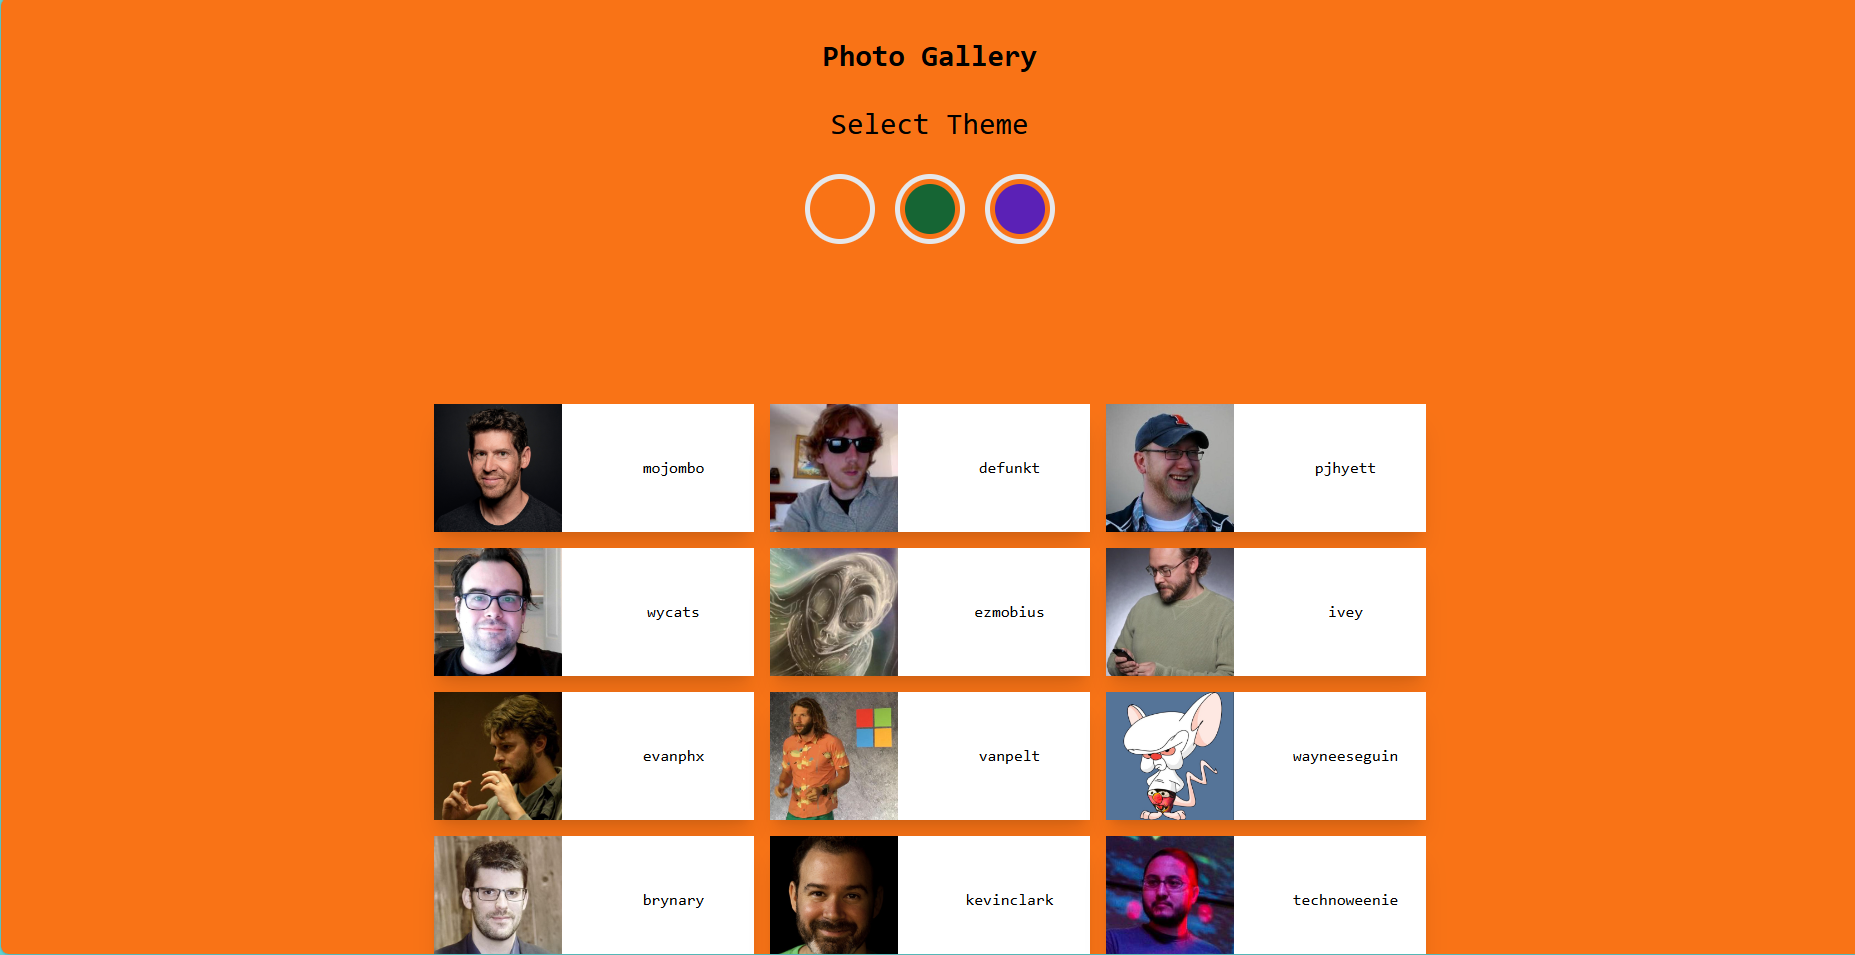 Photo Gallery
Select Theme
mojombo
defunkt
pjhyett
wycats
ezmobius
ivey
evanphx
vanpelt
wayneeseguin
brynary
kevinclark
technoweenie